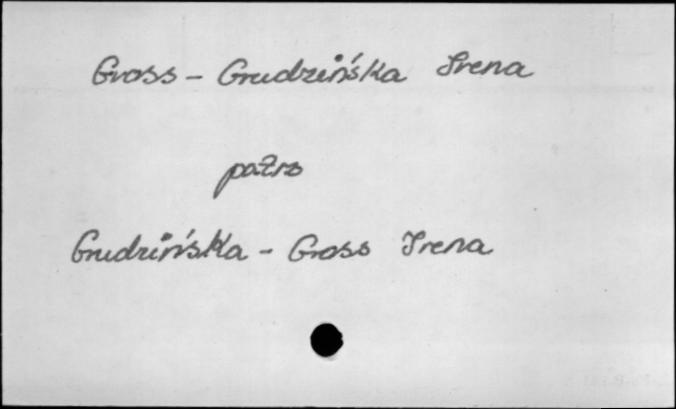 Gross - Grudzińska Irena
patrz
Grudzińska - Gross Irena